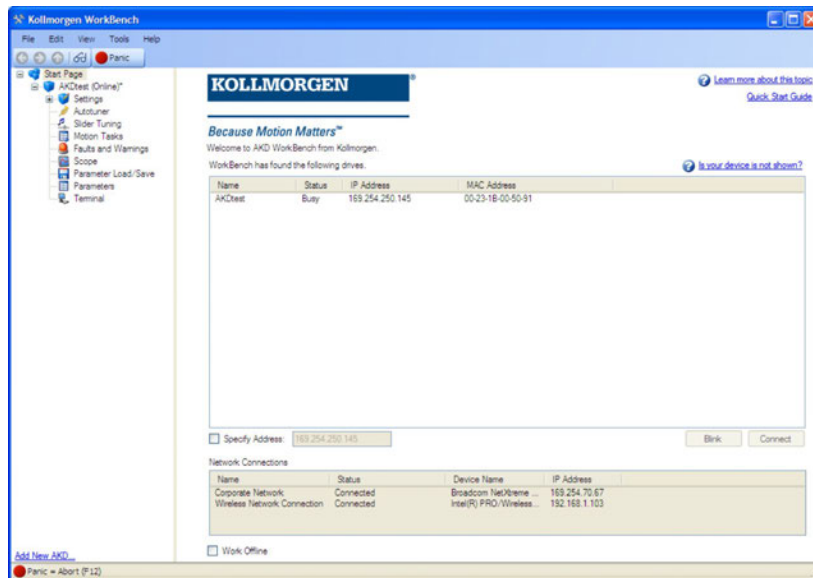 Kollmorgen WorkBench
File Edit View Tools Help
Panic
Start Page
AKDtest (Online)*
Settings
Autotuner
Slider Tuning
Motion Tasks
Faults and Warnings
Scope
Parameter Load/Save
Parameters
Terminal
Add New AKD...
KOLLMORGEN®
Because Motion Matters™
Learn more about this topic
Quick Start Guide
Welcome to AKD WorkBench from Kollmorgen.
WorkBench has found the following drives.
Is your device is not shown?
Name Status IP Address MAC Address
AKDtest Busy 169.254.250.145 00-23-1B-00-50-91
Specify Address: 169.254.250.145
Blink Connect
Network Connections
Name Status Device Name IP Address
Corporate Network Connected Broadcom NetXtreme ... 169.254.70.67
Wireless Network Connection Connected Intel(R) PRO/Wireless... 192.168.1.103
Work Offline
Panic = Abort (F12)